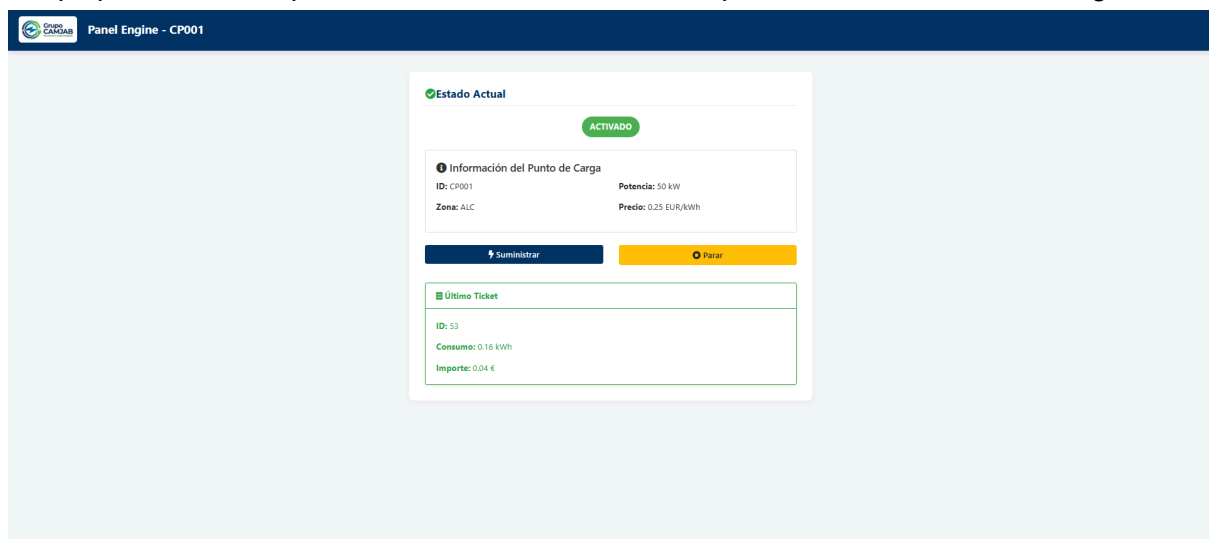 Grupo
CAMJAB
Panel Engine - CP001
Estado Actual
ACTIVADO
Información del Punto de Carga
ID: CP001
Potencia: 50 kW
Zona: ALC
Precio: 0.25 EUR/kWh
Suministrar
Parar
Último Ticket
ID: 53
Consumo: 0.16 kWh
Importe: 0.04 €